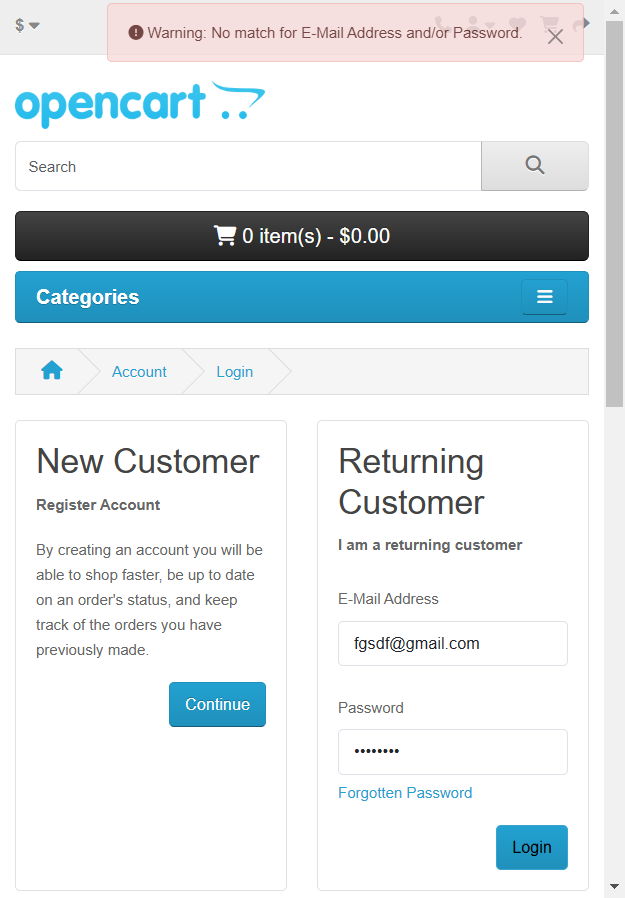 $
Warning: No match for E-Mail Address and/or Password.
opencart
Search
0 item(s) - $0.00
Categories
Account
Login
New Customer
Register Account
By creating an account you will be
able to shop faster, be up to date
on an order's status, and keep
track of the orders you have
previously made.
Continue
Returning
Customer
I am a returning customer
E-Mail Address
fgsdf@gmail.com
Password
••••••••
Forgotten Password
Login